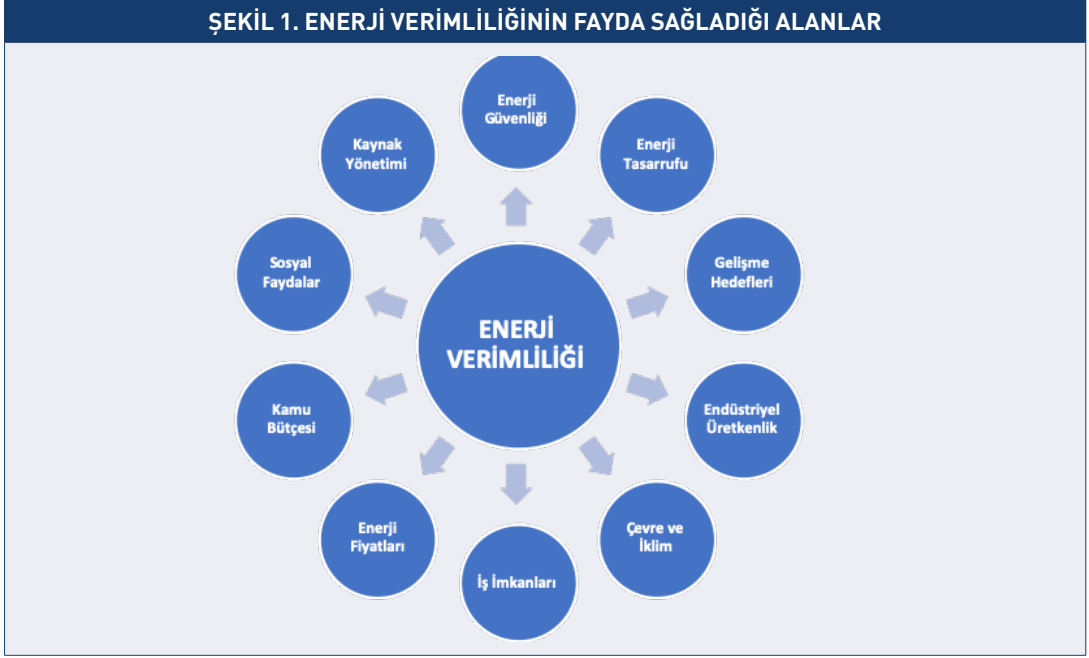 ŞEKİL 1. ENERJİ VERİMLİLİĞİNİN FAYDA SAĞLADIĞI ALANLAR
Enerji
Güvenliği
Enerji
Tasarrufu
Gelişme
Hedefleri
Endüstriyel
Üretkenlik
Çevre ve
İklim
İş İmkanları
Enerji
Fiyatları
Kamu
Bütçesi
Sosyal
Faydalar
Kaynak
Yönetimi
ENERJİ
VERİMLİLİĞİ